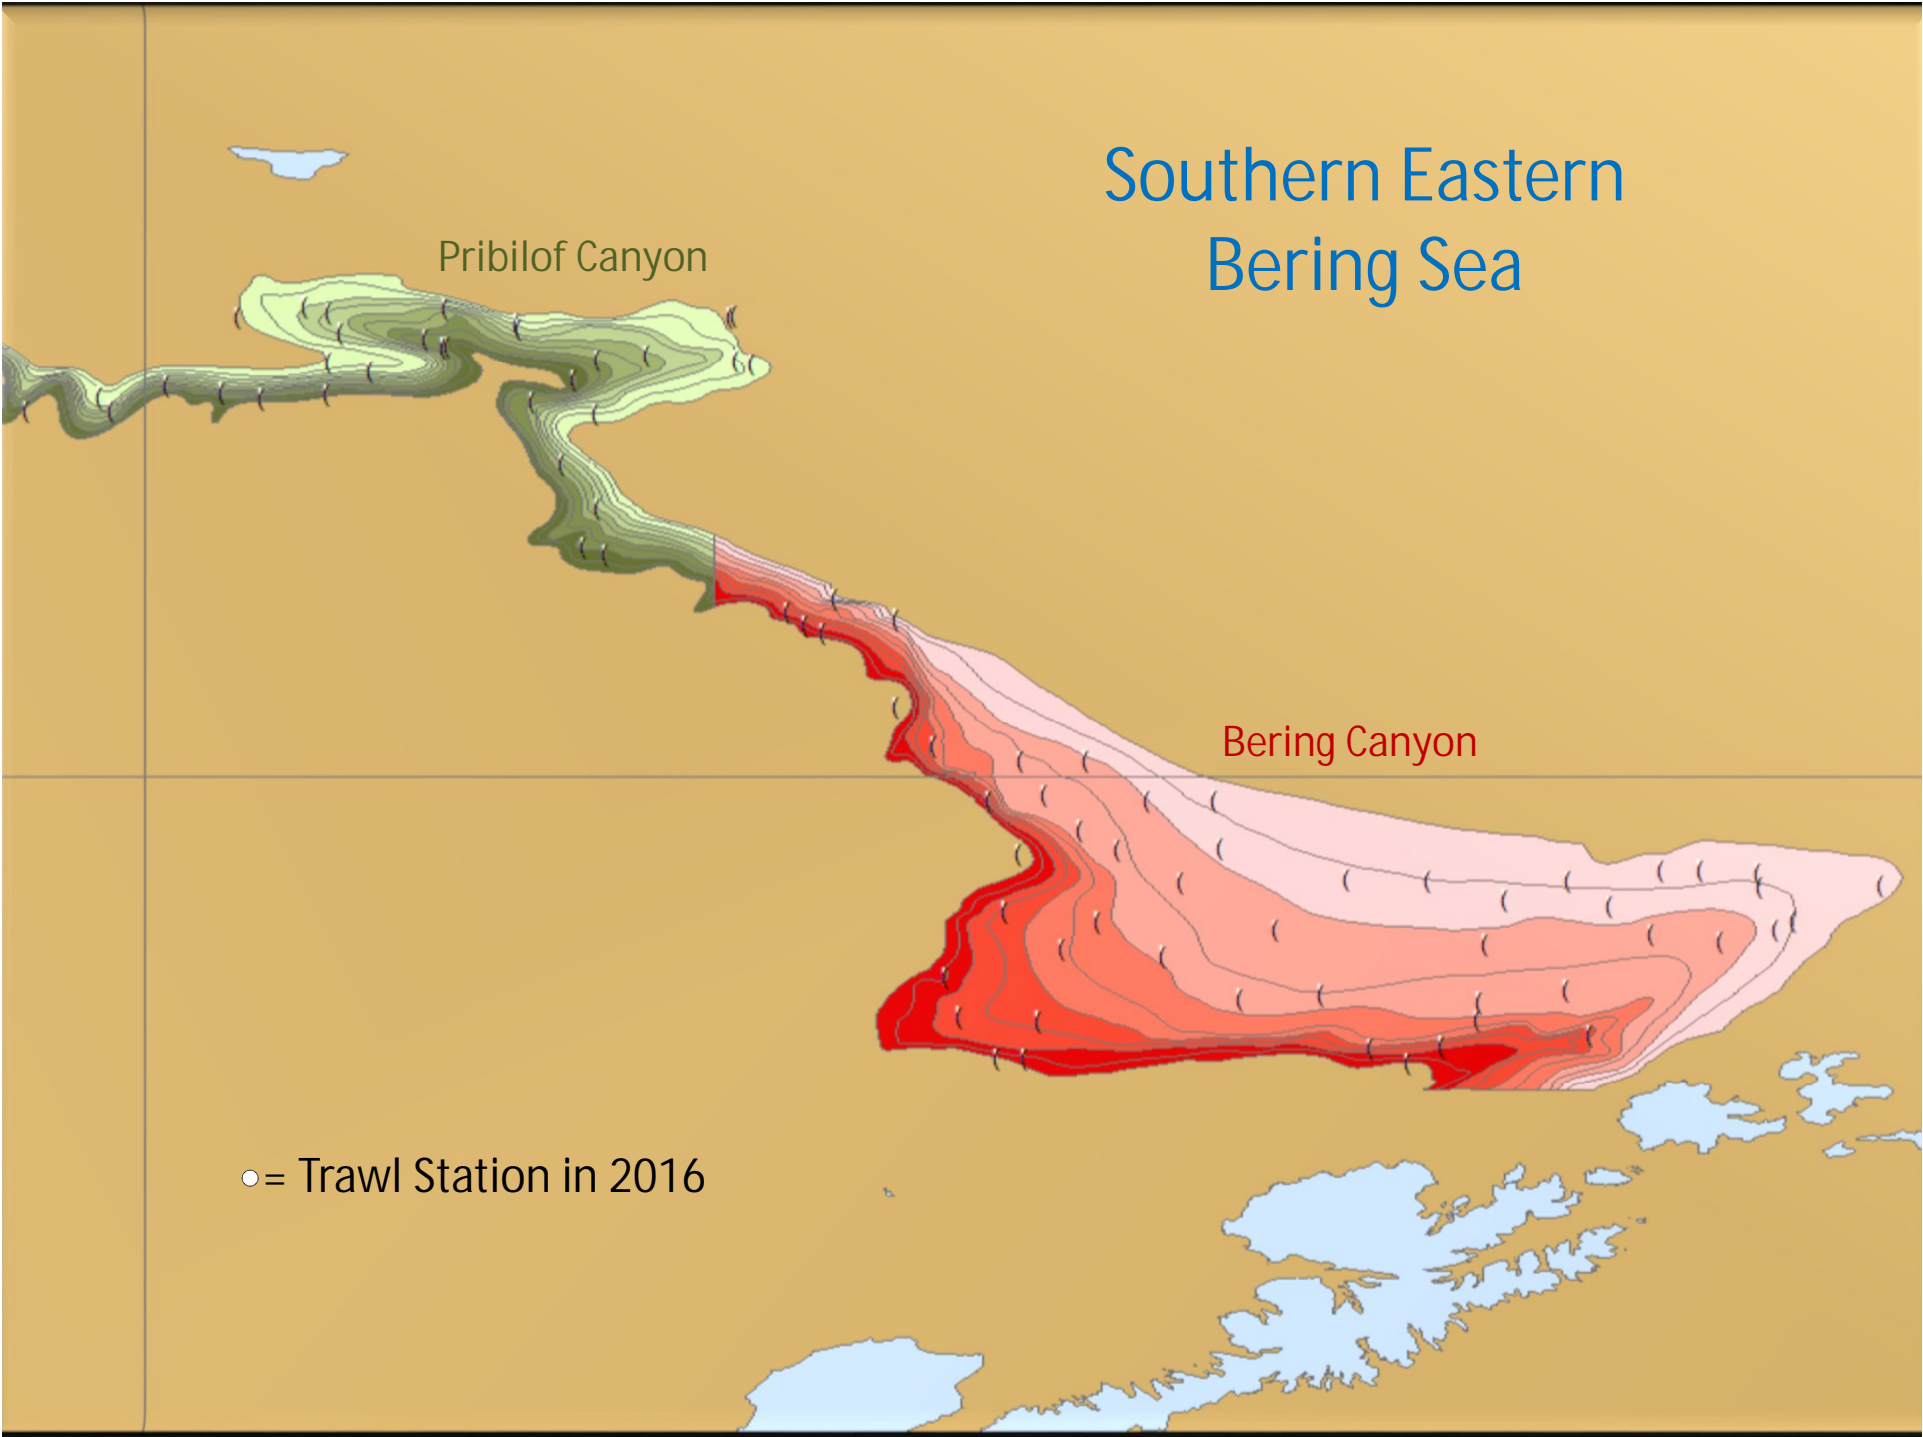 Southern Eastern
Bering Sea
Pribilof Canyon
Bering Canyon
= Trawl Station in 2016